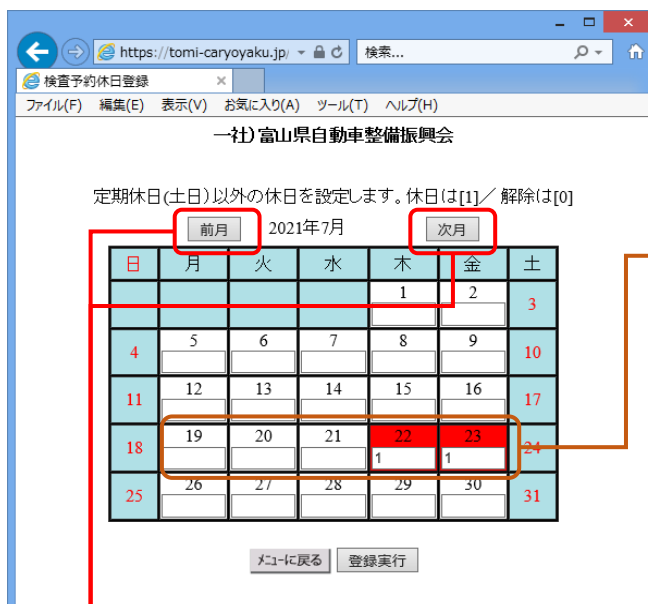 https://tomi-caryoyaku.jp/ 検索...
検査予約休日登録
ファイル(F) 編集(E) 表示(V) お気に入り(A) ツール(T) ヘルプ(H)
一社)富山県自動車整備振興会
定期休日(土日)以外の休日を設定します。休日は[1]／解除は[0]
前月 2021年7月 次月
日 月 火 水 木 金 土
1 2 3
4 5 6 7 8 9 10
11 12 13 14 15 16 17
18 19 20 21 22 23 24
1 1
25 26 27 28 29 30 31
メニューに戻る 登録実行